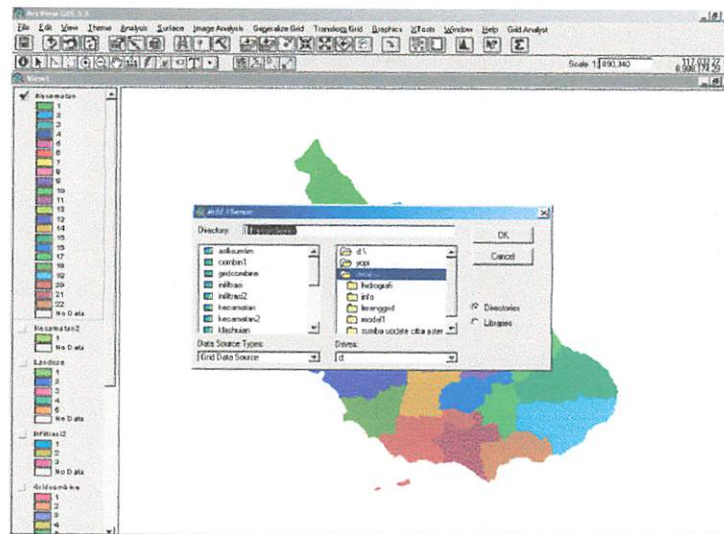 ArcView GIS 3.3
File Edit View Theme Analysis Surface Image Analysis Generalize Grid Transform Grid Graphics XTools Window Help Grid Analyst
Scale 1: 890,340
View1
Kecamatan
1
2
3
4
5
6
7
8
9
10
11
12
13
14
15
16
17
18
19
20
21
22
No Data
Kecamatan2
1
No Data
Landuse
1
2
3
4
5
No Data
Infiltrasi2
1
2
3
No Data
Gridcombine
1
2
3
4
Add Theme
Directory:
OK
Cancel
combin1
gridcombine
infiltrasi
infiltrasi2
kecamatan
kecamatan2
d:\
yopi
hidrografi
info
lerenggrid
model1
sumba update citra aster
Directories
Libraries
Data Source Types:
Grid Data Source
Drives:
d